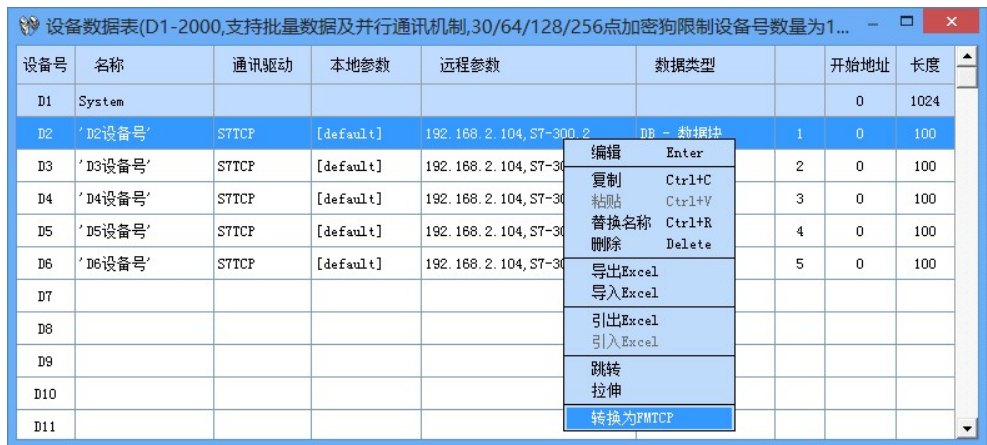 设备数据表(D1-2000,支持批量数据及并行通讯机制,30/64/128/256点加密狗限制设备号数量为1...
设备号 名称 通讯驱动 本地参数 远程参数 数据类型 开始地址 长度
D1 System 0 1024
D2 'D2设备号' S7TCP [default] 192.168.2.104,S7-300.2 DB - 数据块 1 0 100
D3 'D3设备号' S7TCP [default] 192.168.2.104,S7-30 2 0 100
D4 'D4设备号' S7TCP [default] 192.168.2.104,S7-30 3 0 100
D5 'D5设备号' S7TCP [default] 192.168.2.104,S7-30 4 0 100
D6 'D6设备号' S7TCP [default] 192.168.2.104,S7-30 5 0 100
D7
D8
D9
D10
D11
编辑 Enter
复制 Ctrl+C
粘贴 Ctrl+V
替换名称 Ctrl+R
删除 Delete
导出Excel
导入Excel
引出Excel
引入Excel
跳转
拉伸
转换为FMTCP